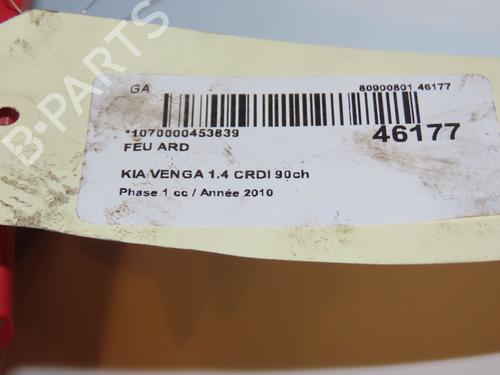 B-PARTS
GA
80900801 46177
*1070000453839
46177
FEU ARD
KIA VENGA 1.4 CRDI 90ch
Phase 1 cc / Année 2010